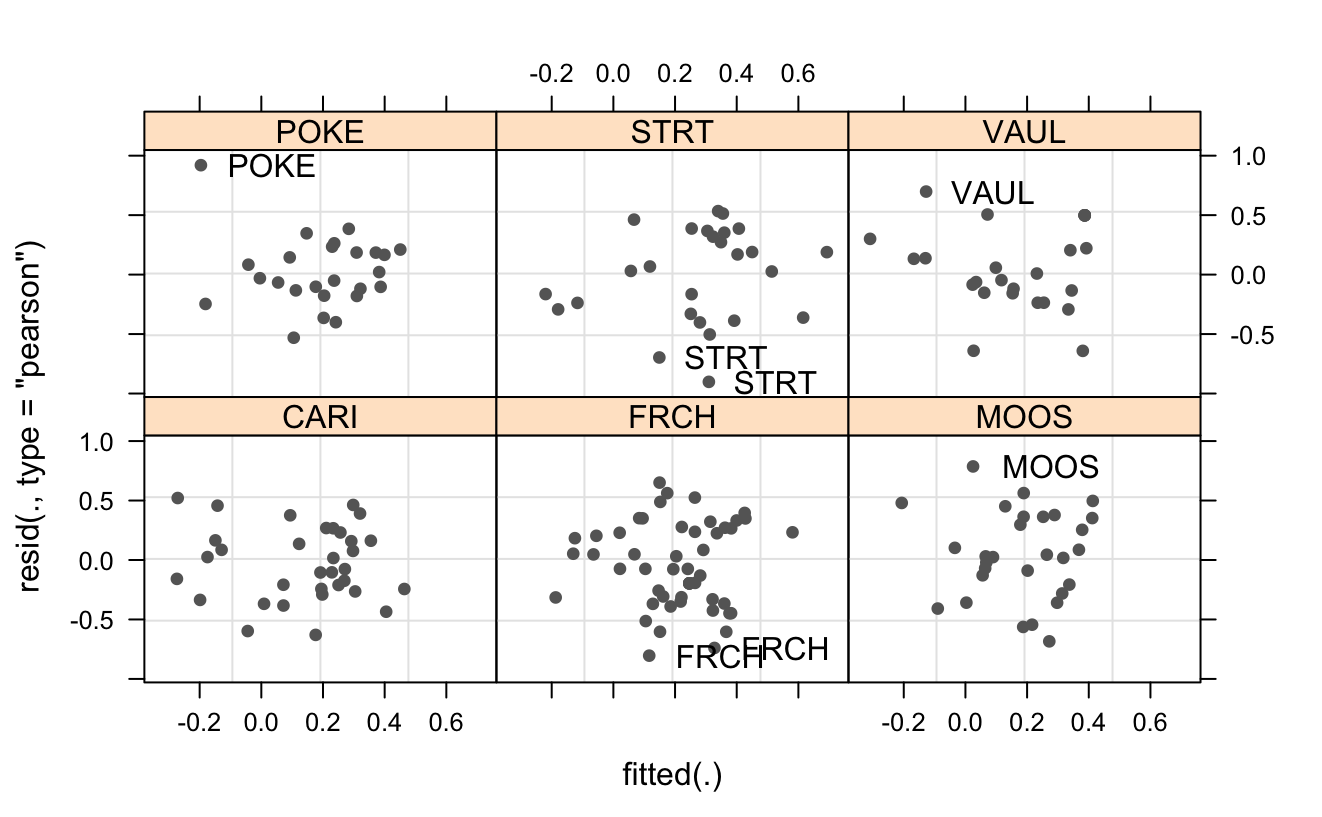 -0.2 0.0 0.2 0.4 0.6
POKE STRT VAUL
POKE
VAUL
STRT
STRT
1.0
0.5
0.0
-0.5
CARI FRCH MOOS
MOOS
FRCH
FRCH
1.0
0.5
0.0
-0.5
-0.2 0.0 0.2 0.4 0.6
-0.2 0.0 0.2 0.4 0.6
fitted(.)
resid(., type = "pearson")